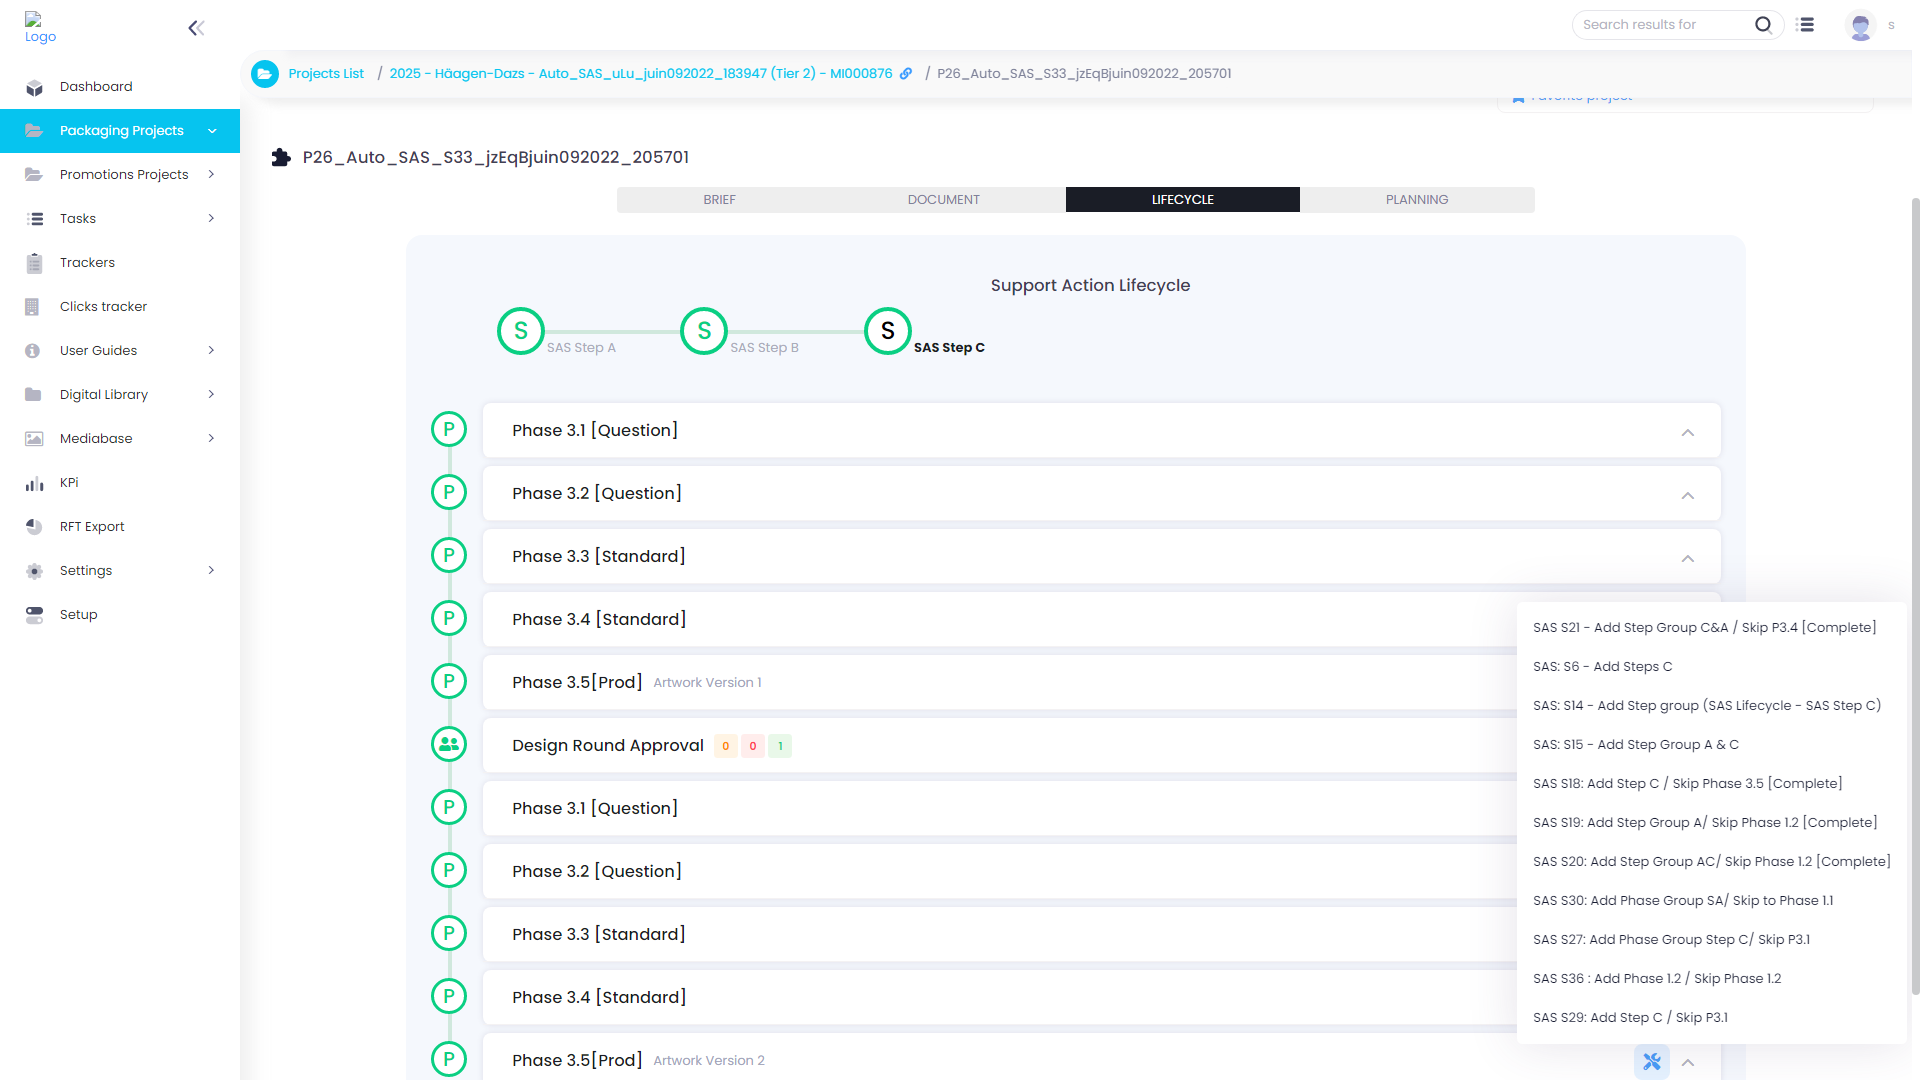 Logo
Search results for
s
Projects List / 2025 - Häagen-Dazs - Auto_SAS_uLu_juin092022_183947 (Tier 2) - MI000876 / P26_Auto_SAS_S33_jzEqBjuin092022_205701
Favorite project
Dashboard
Packaging Projects
Promotions Projects
Tasks
Trackers
Clicks tracker
User Guides
Digital Library
Mediabase
KPi
RFT Export
Settings
Setup
P26_Auto_SAS_S33_jzEqBjuin092022_205701
BRIEF
DOCUMENT
LIFECYCLE
PLANNING
Support Action Lifecycle
S SAS Step A
S SAS Step B
S SAS Step C
P Phase 3.1 [Question]
P Phase 3.2 [Question]
P Phase 3.3 [Standard]
P Phase 3.4 [Standard]
P Phase 3.5[Prod] Artwork Version 1
Design Round Approval 0 0 1
P Phase 3.1 [Question]
P Phase 3.2 [Question]
P Phase 3.3 [Standard]
P Phase 3.4 [Standard]
P Phase 3.5[Prod] Artwork Version 2
SAS S21 - Add Step Group C&A / Skip P3.4 [Complete]
SAS: S6 - Add Steps C
SAS: S14 - Add Step group (SAS Lifecycle - SAS Step C)
SAS: S15 - Add Step Group A & C
SAS S18: Add Step C / Skip Phase 3.5 [Complete]
SAS S19: Add Step Group A/ Skip Phase 1.2 [Complete]
SAS S20: Add Step Group AC/ Skip Phase 1.2 [Complete]
SAS S30: Add Phase Group SA/ Skip to Phase 1.1
SAS S27: Add Phase Group Step C/ Skip P3.1
SAS S36 : Add Phase 1.2 / Skip Phase 1.2
SAS S29: Add Step C / Skip P3.1